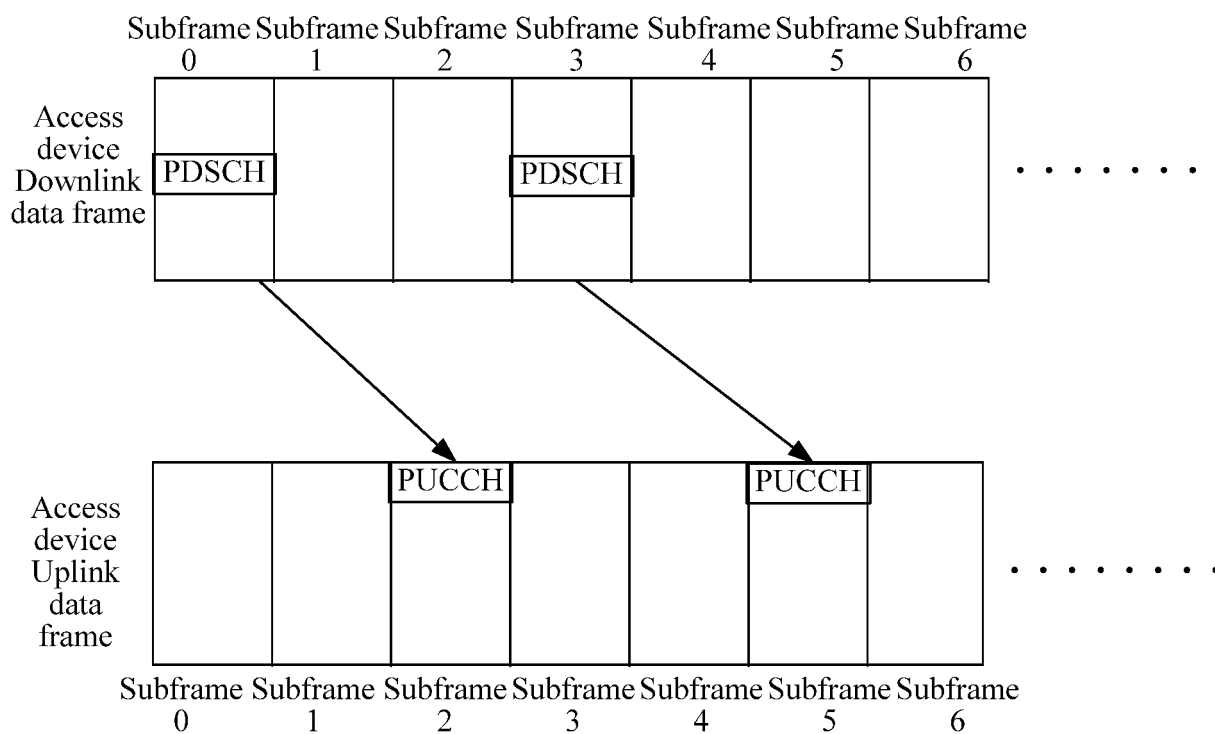 Subframe Subframe Subframe Subframe Subframe Subframe Subframe
0 1 2 3 4 5 6
Access
device
Downlink
data frame
PDSCH PDSCH
. . . . . . .
PUCCH PUCCH
Access
device
Uplink
data
frame
. . . . . . . .
Subframe Subframe Subframe Subframe Subframe Subframe Subframe
0 1 2 3 4 5 6